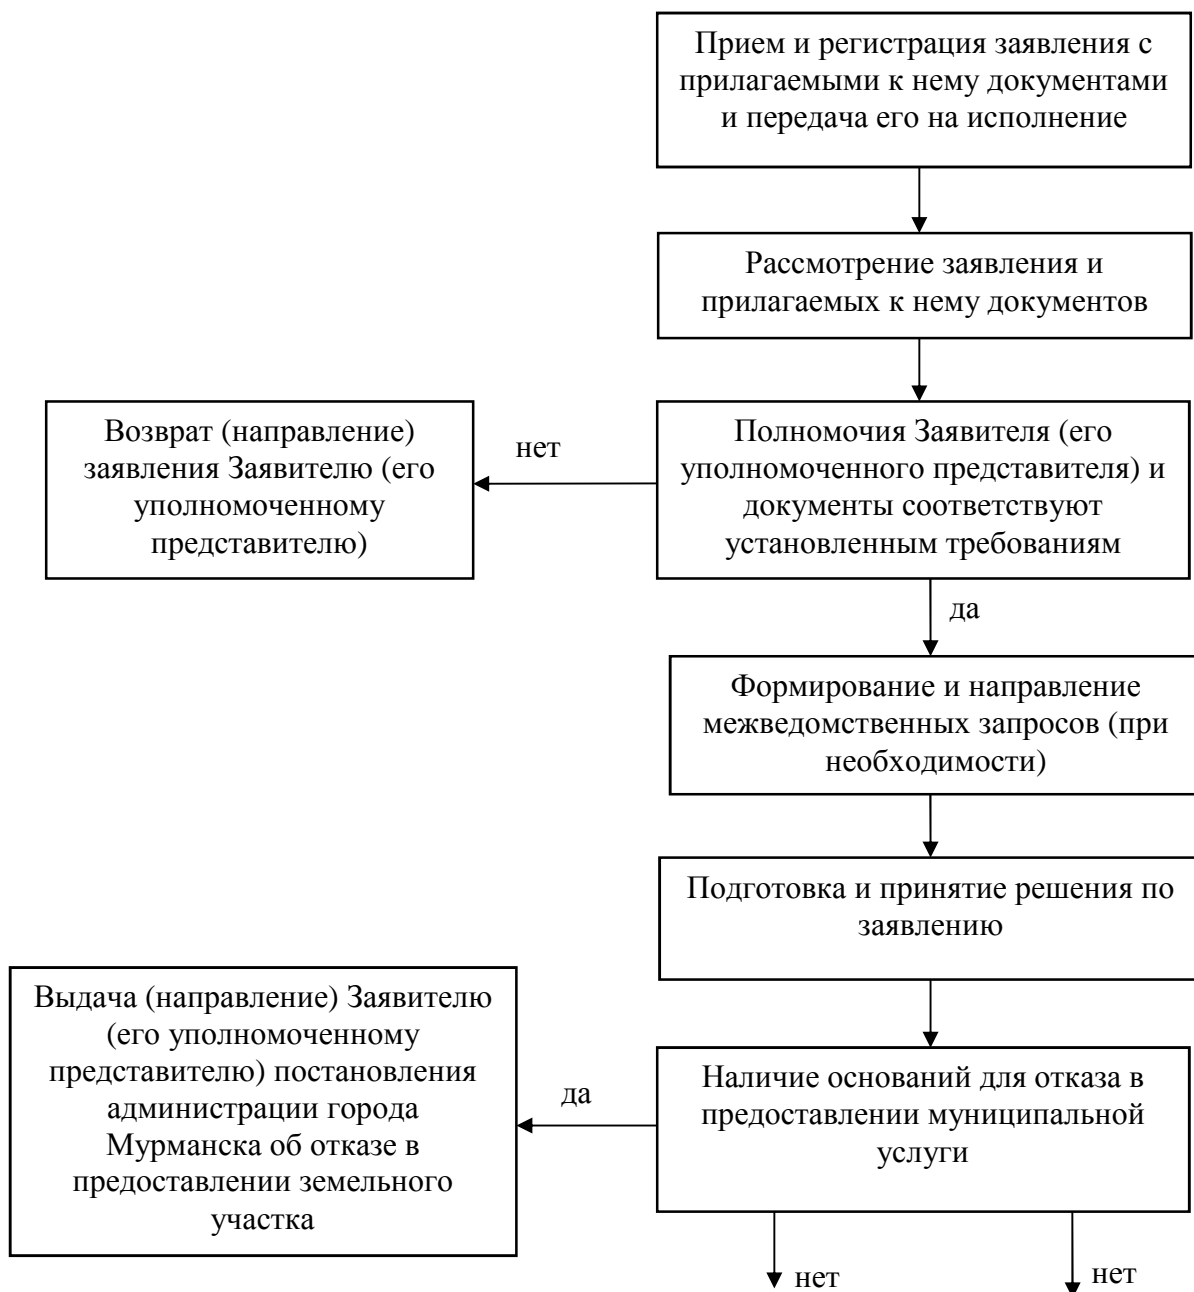 Прием и регистрация заявления с
прилагаемыми к нему документами
и передача его на исполнение
Рассмотрение заявления и
прилагаемых к нему документов
Полномочия Заявителя (его
уполномоченного представителя) и
документы соответствуют
установленным требованиям
нет
Возврат (направление)
заявления Заявителю (его
уполномоченному
представителю)
да
Формирование и направление
межведомственных запросов (при
необходимости)
Подготовка и принятие решения по
заявлению
Наличие оснований для отказа в
предоставлении муниципальной
услуги
да
Выдача (направление) Заявителю
(его уполномоченному
представителю) постановления
администрации города
Мурманска об отказе в
предоставлении земельного
участка
нет
нет